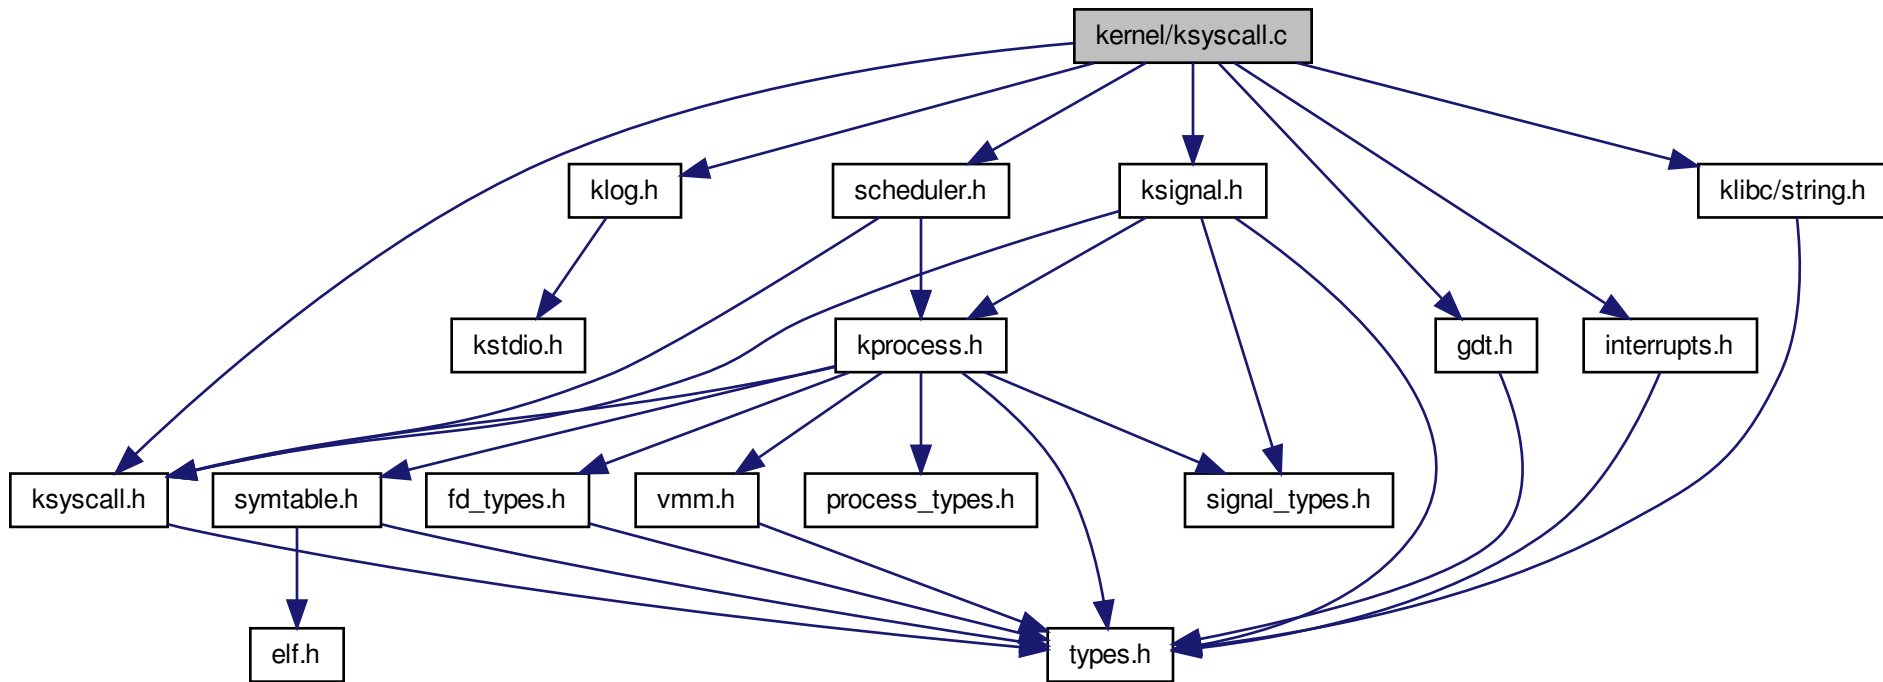 kernel/ksyscall.c
klog.h
scheduler.h
ksignal.h
klibc/string.h
kstdio.h
kprocess.h
gdt.h
interrupts.h
ksyscall.h
symtable.h
fd_types.h
vmm.h
process_types.h
signal_types.h
elf.h
types.h